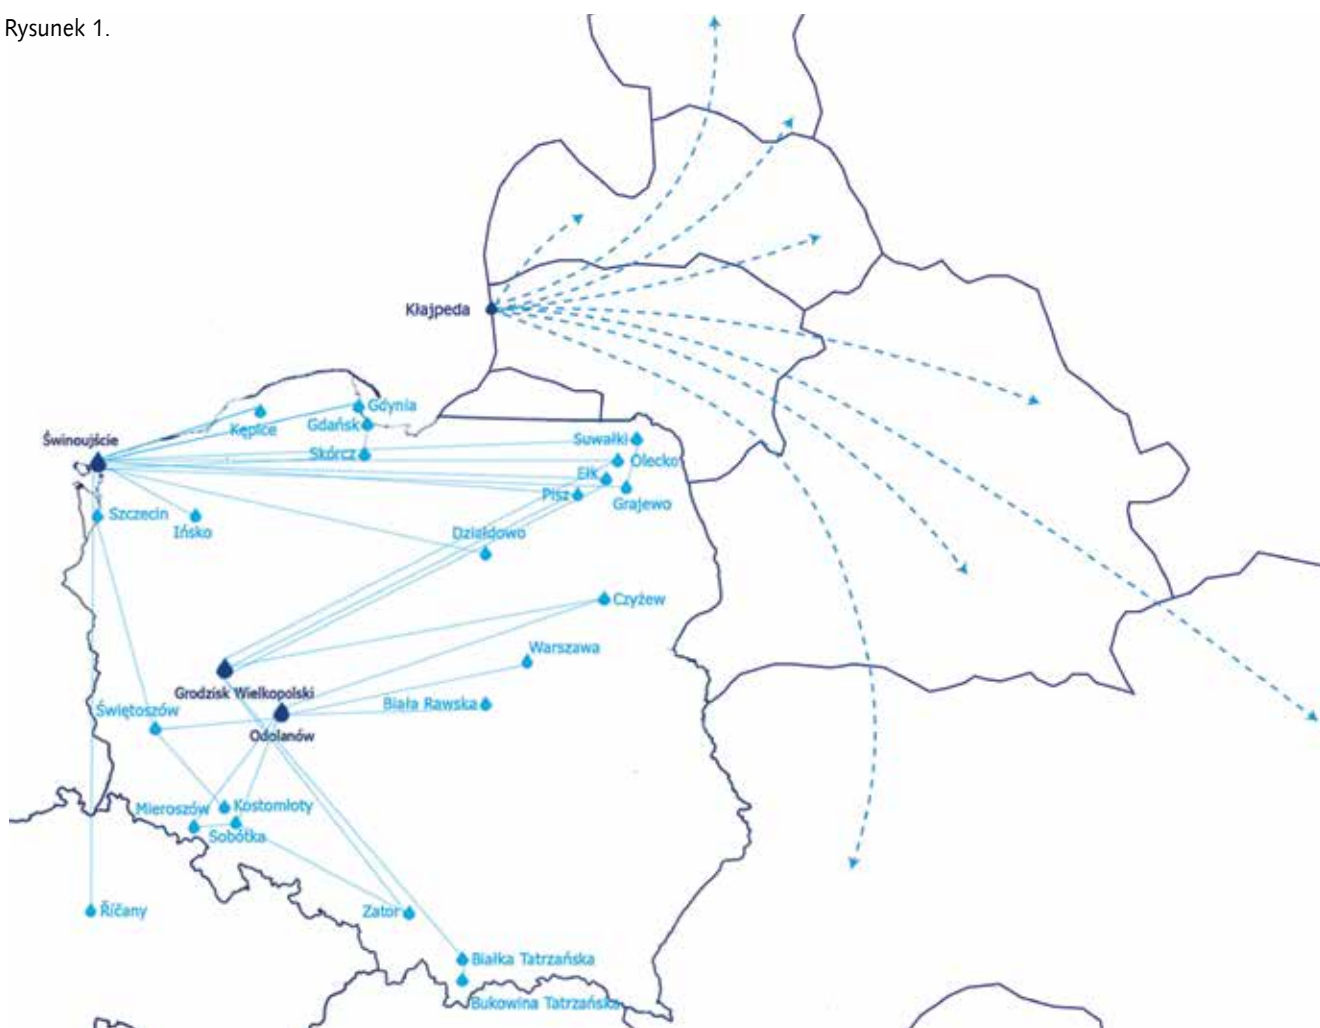 Rysunek 1.
Kłajpeda
Gdynia
Kępice
Gdańsk
Świnoujście
Suwałki
Skórcz
Olecko
Ełk
Pisz
Grajewo
Szczecin
Ińsko
Działdowo
Czyżew
Warszawa
Grodzisk Wielkopolski
Biała Rawska
Świętoszów
Odolanów
Mieroszów
Kostomłoty
Sobótka
Říčany
Zator
Białka Tatrzańska
Bukowina Tatrzańska